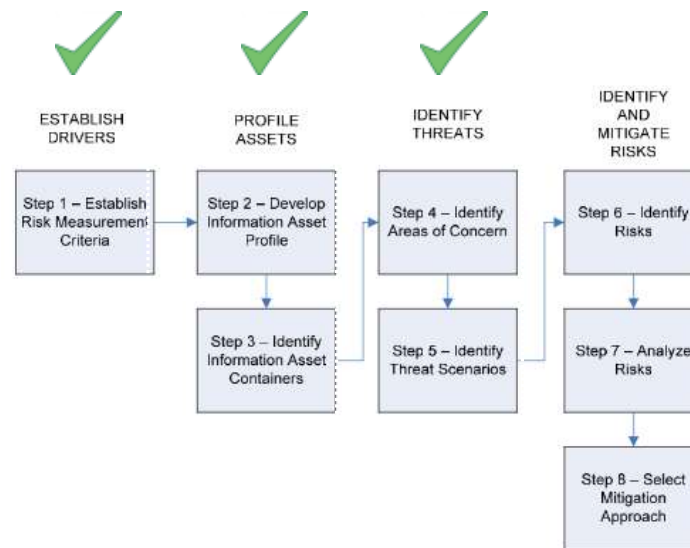 ESTABLISH
DRIVERS
PROFILE
ASSETS
IDENTIFY
THREATS
IDENTIFY
AND
MITIGATE
RISKS
Step 1 – Establish
Risk Measurement
Criteria
Step 2 – Develop
Information Asset
Profile
Step 4 – Identify
Areas of Concern
Step 6 – Identify
Risks
Step 3 – Identify
Information Asset
Containers
Step 5 – Identify
Threat Scenarios
Step 7 – Analyze
Risks
Step 8 – Select
Mitigation
Approach